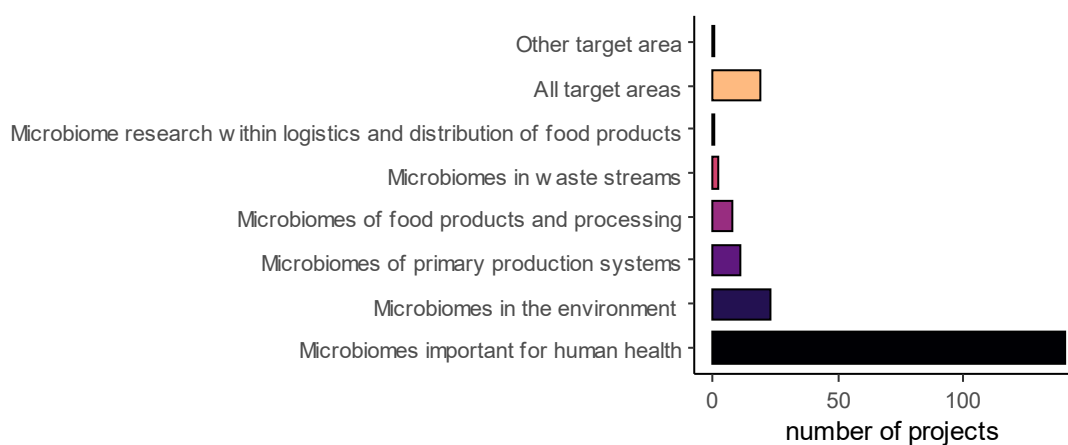 Other target area
All target areas
Microbiome research within logistics and distribution of food products
Microbiomes in waste streams
Microbiomes of food products and processing
Microbiomes of primary production systems
Microbiomes in the environment
Microbiomes important for human health
0 50 100
number of projects